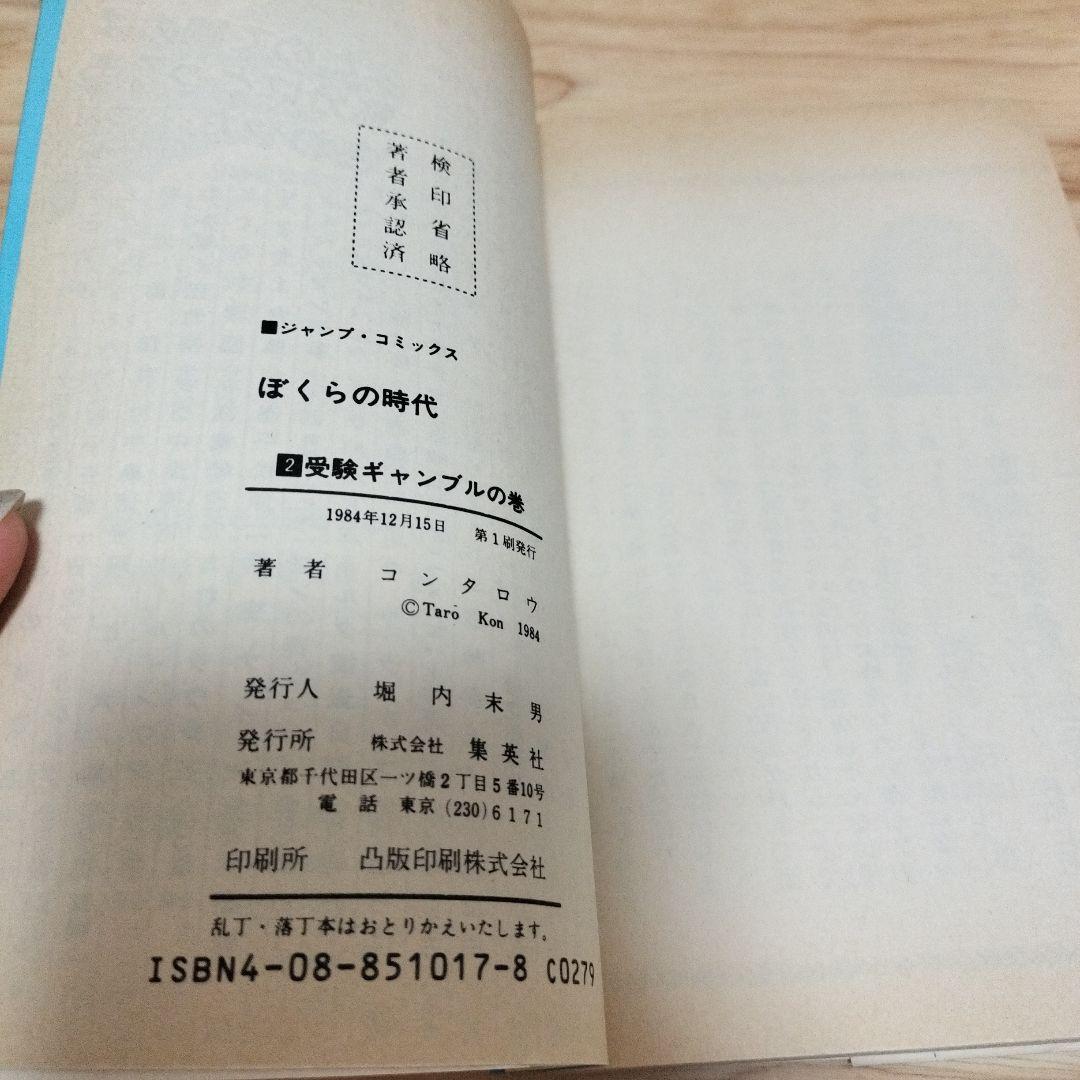 検印省略
著者承認済
■ジャンプ・コミックス
ぼくらの時代
2受験ギャンブルの巻
1984年12月15日 第1刷発行
著者 コンタロウ
©Taro Kon 1984
発行人 堀内末男
発行所 株式会社 集英社
東京都千代田区一ツ橋2丁目5番10号
電話 東京(230)6171
印刷所 凸版印刷株式会社
乱丁・落丁本はおとりかえいたします。
ISBN4-08-851017-8 C0279